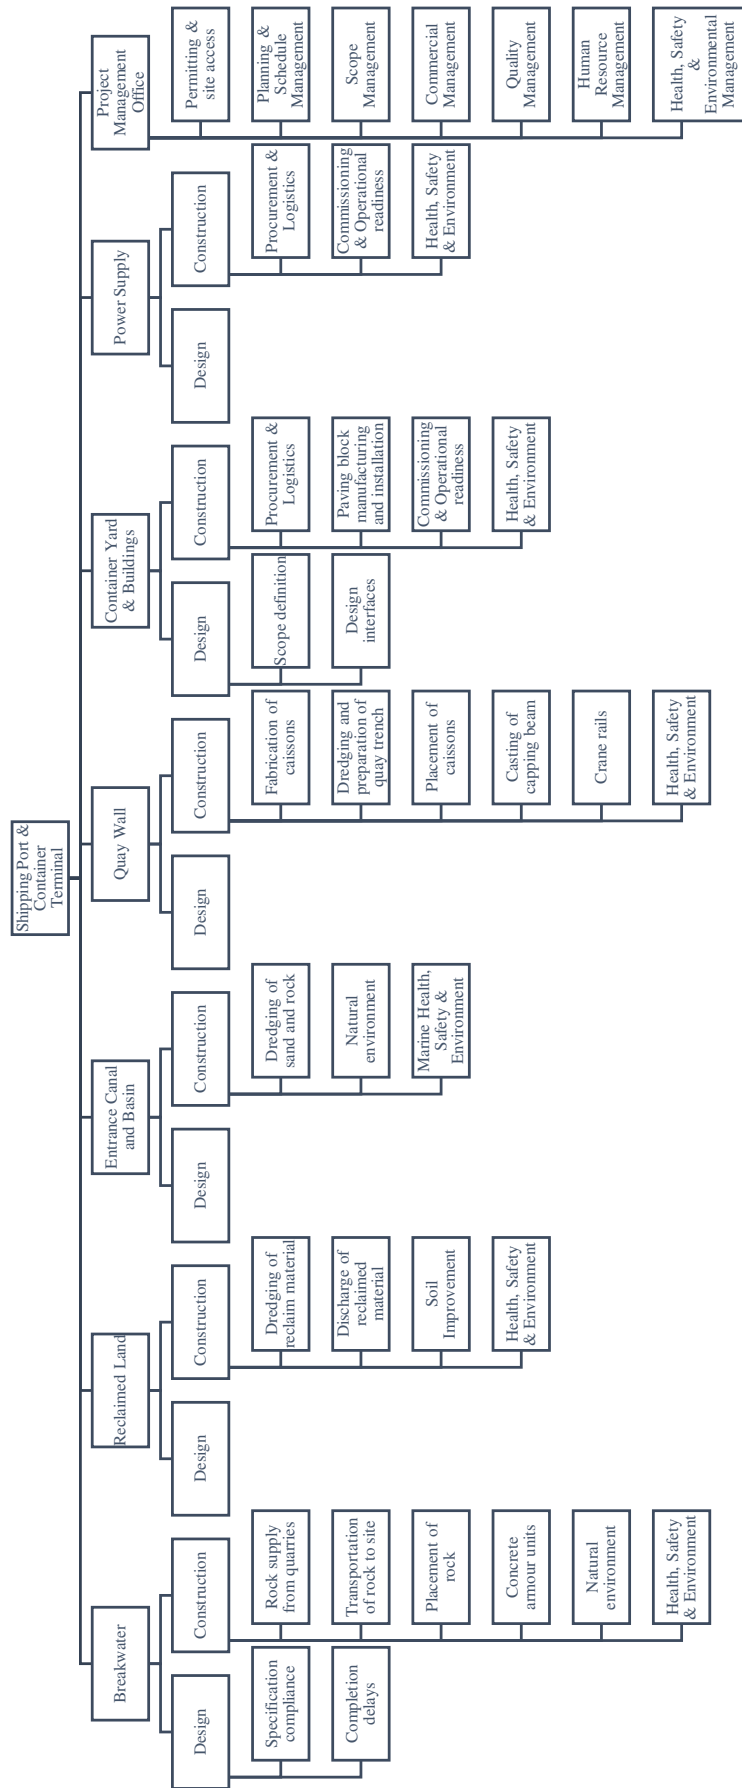 Shipping Port &
Container
Terminal
Breakwater
Design
Specification
compliance
Completion
delays
Construction
Rock supply
from quarries
Transportation
of rock to site
Placement of
rock
Concrete
armour units
Natural
environment
Health, Safety
& Environment
Reclaimed Land
Design
Construction
Dredging of
reclaim material
Discharge of
reclaimed
material
Soil
Improvement
Health, Safety
& Environment
Entrance Canal
and Basin
Design
Construction
Dredging of
sand and rock
Natural
environment
Marine Health,
Safety &
Environment
Quay Wall
Design
Construction
Fabrication of
caissons
Dredging and
preparation of
quay trench
Placement of
caissons
Casting of
capping beam
Crane rails
Health, Safety
& Environment
Container Yard
& Buildings
Design
Scope definition
Design
interfaces
Construction
Procurement &
Logistics
Paving block
manufacturing
and installation
Commissioning
& Operational
readiness
Health, Safety
& Environment
Power Supply
Design
Construction
Procurement &
Logistics
Commissioning
& Operational
readiness
Health, Safety
& Environment
Project
Management
Office
Permitting &
site access
Planning &
Schedule
Management
Scope
Management
Commercial
Management
Quality
Management
Human
Resource
Management
Health, Safety
&
Environmental
Management